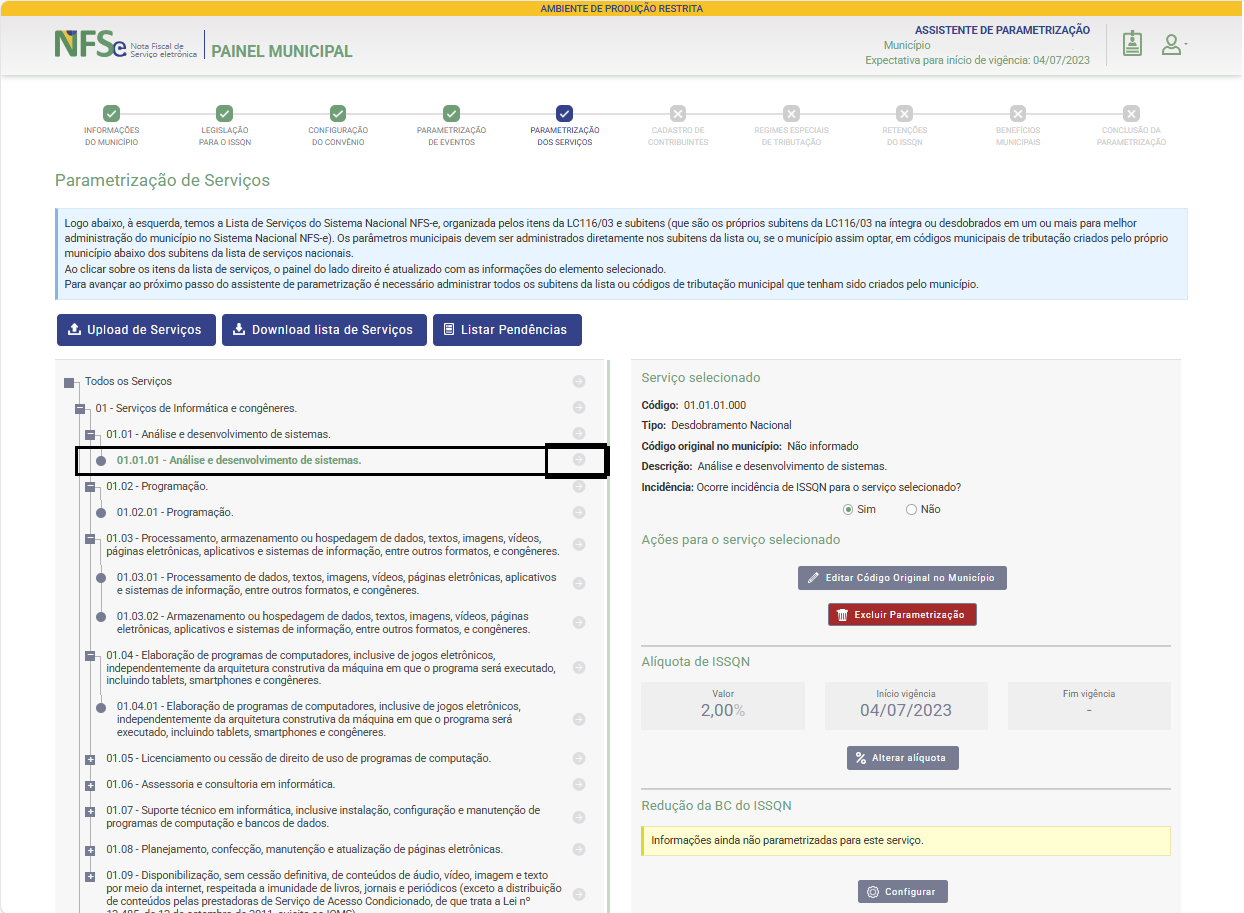 AMBIENTE DE PRODUÇÃO RESTRITA
NFSe Nota Fiscal de
Serviço eletrônica
PAINEL MUNICIPAL
ASSISTENTE DE PARAMETRIZAÇÃO
Município
Expectativa para início de vigência: 04/07/2023
INFORMAÇÕES
DO MUNICÍPIO
LEGISLAÇÃO
PARA O ISSQN
CONFIGURAÇÃO
DO CONVÊNIO
PARAMETRIZAÇÃO
DE EVENTOS
PARAMETRIZAÇÃO
DOS SERVIÇOS
CADASTRO DE
CONTRIBUINTES
REGIMES ESPECIAIS
DE TRIBUTAÇÃO
RETENÇÕES
DO ISSQN
BENEFÍCIOS
MUNICIPAIS
CONCLUSÃO DA
PARAMETRIZAÇÃO
Parametrização de Serviços
Logo abaixo, à esquerda, temos a Lista de Serviços do Sistema Nacional NFS-e, organizada pelos itens da LC116/03 e subitens (que são os próprios subitens da LC116/03 na íntegra ou desdobrados em um ou mais para melhor
administração do município no Sistema Nacional NFS-e). Os parâmetros municipais devem ser administrados diretamente nos subitens da lista ou, se o município assim optar, em códigos municipais de tributação criados pelo próprio
município abaixo dos subitens da lista de serviços nacionais.
Ao clicar sobre os itens da lista de serviços, o painel do lado direito é atualizado com as informações do elemento selecionado.
Para avançar ao próximo passo do assistente de parametrização é necessário administrar todos os subitens da lista ou códigos de tributação municipal que tenham sido criados pelo município.
Upload de Serviços
Download lista de Serviços
Listar Pendências
Todos os Serviços
01 - Serviços de Informática e congêneres.
01.01 - Análise e desenvolvimento de sistemas.
01.01.01 - Análise e desenvolvimento de sistemas.
01.02 - Programação.
01.02.01 - Programação.
01.03 - Processamento, armazenamento ou hospedagem de dados, textos, imagens, vídeos,
páginas eletrônicas, aplicativos e sistemas de informação, entre outros formatos, e congêneres.
01.03.01 - Processamento de dados, textos, imagens, vídeos, páginas eletrônicas, aplicativos
e sistemas de informação, entre outros formatos, e congêneres.
01.03.02 - Armazenamento ou hospedagem de dados, textos, imagens, vídeos, páginas
eletrônicas, aplicativos e sistemas de informação, entre outros formatos, e congêneres.
01.04 - Elaboração de programas de computadores, inclusive de jogos eletrônicos,
independentemente da arquitetura construtiva da máquina em que o programa será executado,
incluindo tablets, smartphones e congêneres.
01.04.01 - Elaboração de programas de computadores, inclusive de jogos eletrônicos,
independentemente da arquitetura construtiva da máquina em que o programa será
executado, incluindo tablets, smartphones e congêneres.
01.05 - Licenciamento ou cessão de direito de uso de programas de computação.
01.06 - Assessoria e consultoria em informática.
01.07 - Suporte técnico em informática, inclusive instalação, configuração e manutenção de
programas de computação e bancos de dados.
01.08 - Planejamento, confecção, manutenção e atualização de páginas eletrônicas.
01.09 - Disponibilização, sem cessão definitiva, de conteúdos de áudio, vídeo, imagem e texto
por meio da internet, respeitada a imunidade de livros, jornais e periódicos (exceto a distribuição
de conteúdos pelas prestadoras de Serviço de Acesso Condicionado, de que trata a Lei nº
12.485, de 12 de setembro de 2011, sujeita ao ICMS).
Serviço selecionado
Código: 01.01.01.000
Tipo: Desdobramento Nacional
Código original no município: Não informado
Descrição: Análise e desenvolvimento de sistemas.
Incidência: Ocorre incidência de ISSQN para o serviço selecionado?
Sim Não
Ações para o serviço selecionado
Editar Código Original no Município
Excluir Parametrização
Alíquota de ISSQN
Valor
2,00%
Início vigência
04/07/2023
Fim vigência
-
Alterar alíquota
Redução da BC do ISSQN
Informações ainda não parametrizadas para este serviço.
Configurar